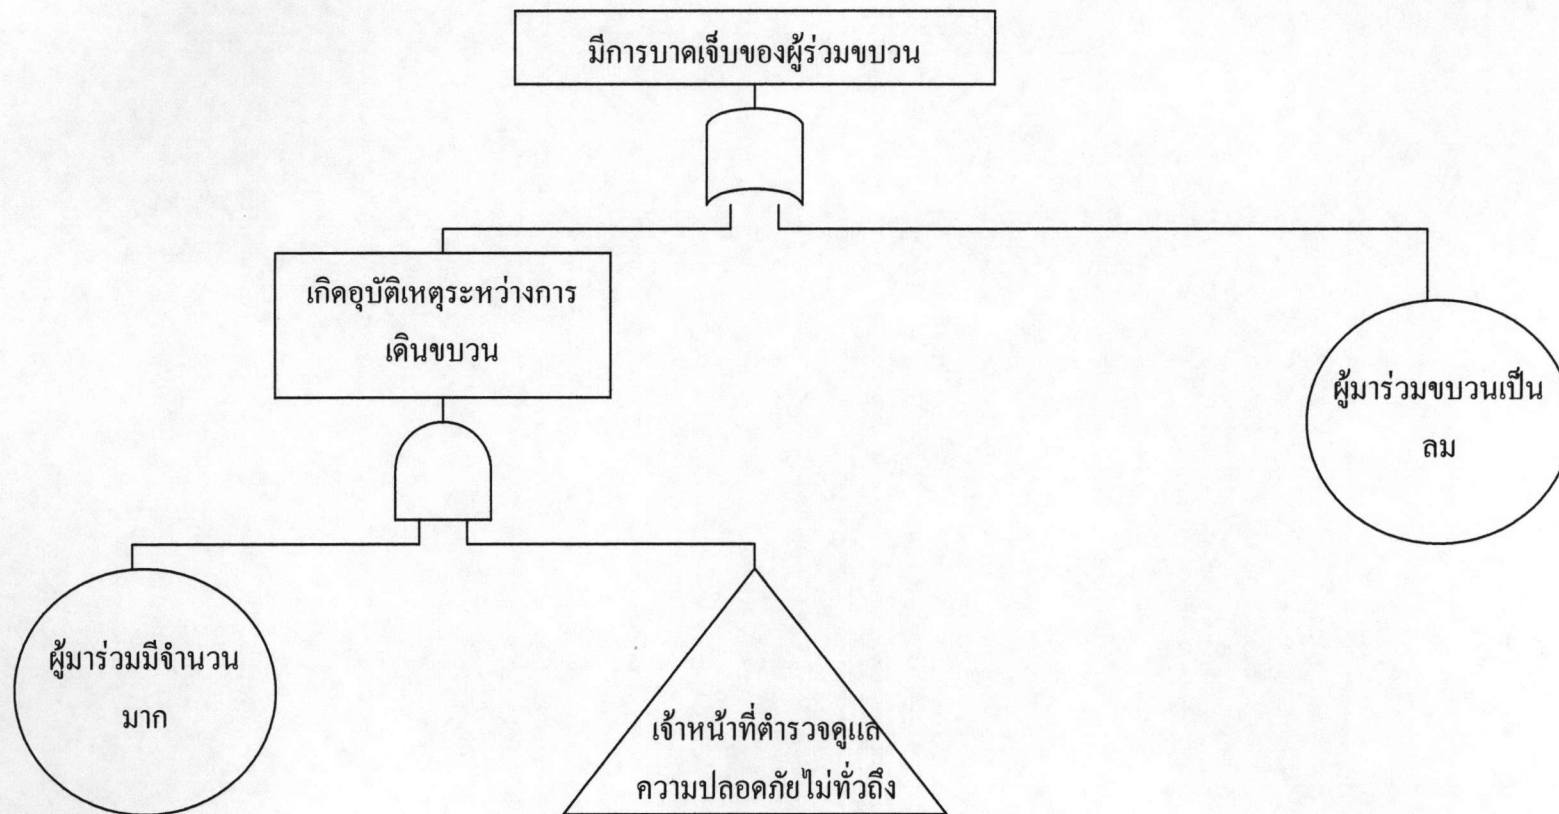 มีการบาดเจ็บของผู้ร่วมขบวน
เกิดอุบัติเหตุระหว่างการ
เดินขบวน
ผู้มาร่วมขบวนเป็น
ลม
ผู้มาร่วมมีจำนวน
มาก
เจ้าหน้าที่ตำรวจดูแล
ความปลอดภัยไม่ทั่วถึง